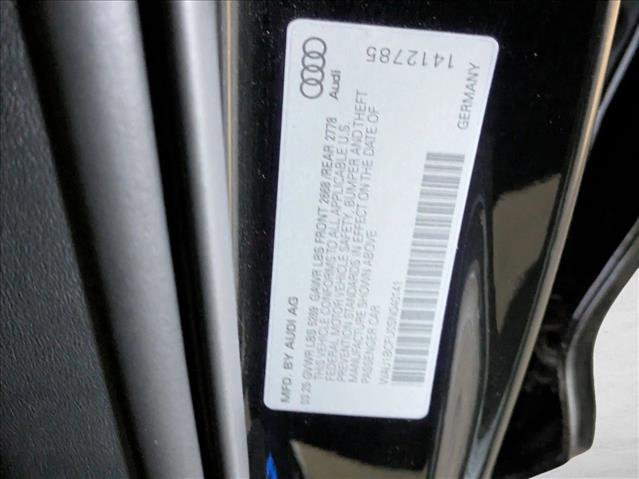 MFD. BY AUDI AG
Audi
03 25 GVWR LBS GAWR LBS FRONT 2668 /REAR 2778
THIS VEHICLE CONFORMS TO ALL APPLICABLE U.S.
FEDERAL MOTOR VEHICLE SAFETY, BUMPER AND THEFT
PREVENTION STANDARDS IN EFFECT ON THE DATE OF
MANUFACTURE SHOWN ABOVE
PASSENGER CAR
1412785
GERMANY